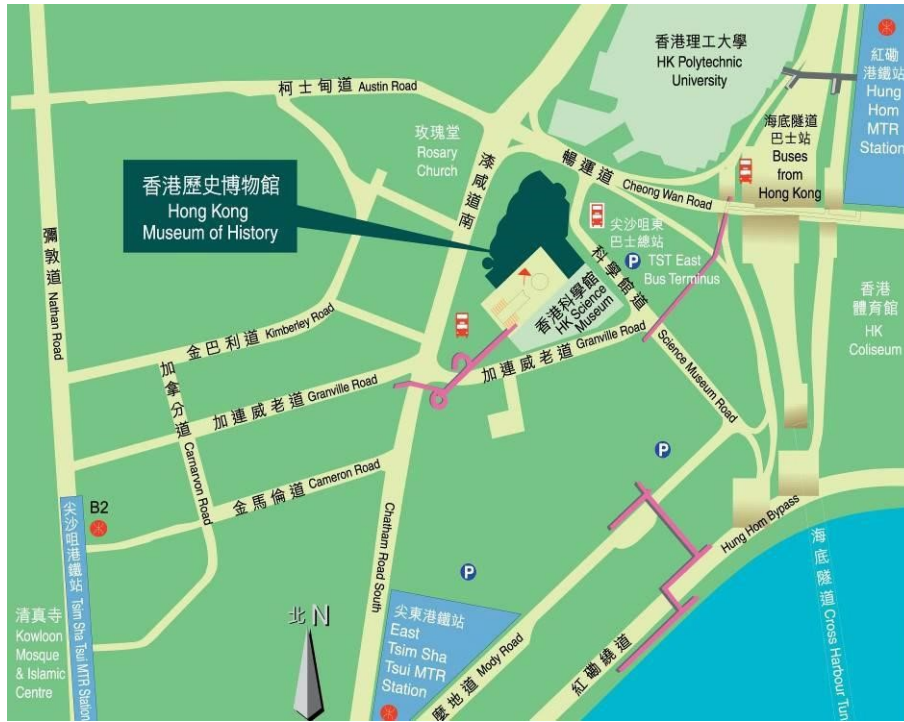 香港理工大學
HK Polytechnic
University
紅磡
港鐵站
Hung
Hom
MTR
Station
柯士甸道 Austin Road
海底隧道
巴士站
Buses
from
Hong Kong
玫瑰堂
Rosary
Church
漆咸道南
暢運道 Cheong Wan Road
香港歷史博物館
Hong Kong
Museum of History
尖沙咀東
巴士總站
P TST East
Bus Terminus
科學館道 Science Museum Road
彌敦道 Nathan Road
香港科學館
HK Science
Museum
香港
體育館
HK
Coliseum
金巴利道 Kimberley Road
加連威老道 Granville Road
加拿分道 Carnarvon Road
加連威老道 Granville Road
金馬倫道 Cameron Road
P
B2
尖沙咀港鐵站 Tsim Sha Tsui MTR Station
Chatham Road South
Hung Hom Bypass
紅磡繞道
海底隧道 Cross Harbour Tun
P
北 N
清真寺
Kowloon
Mosque
& Islamic
Centre
尖東港鐵站
East
Tsim Sha
Tsui MTR
Station
麼地道 Mody Road